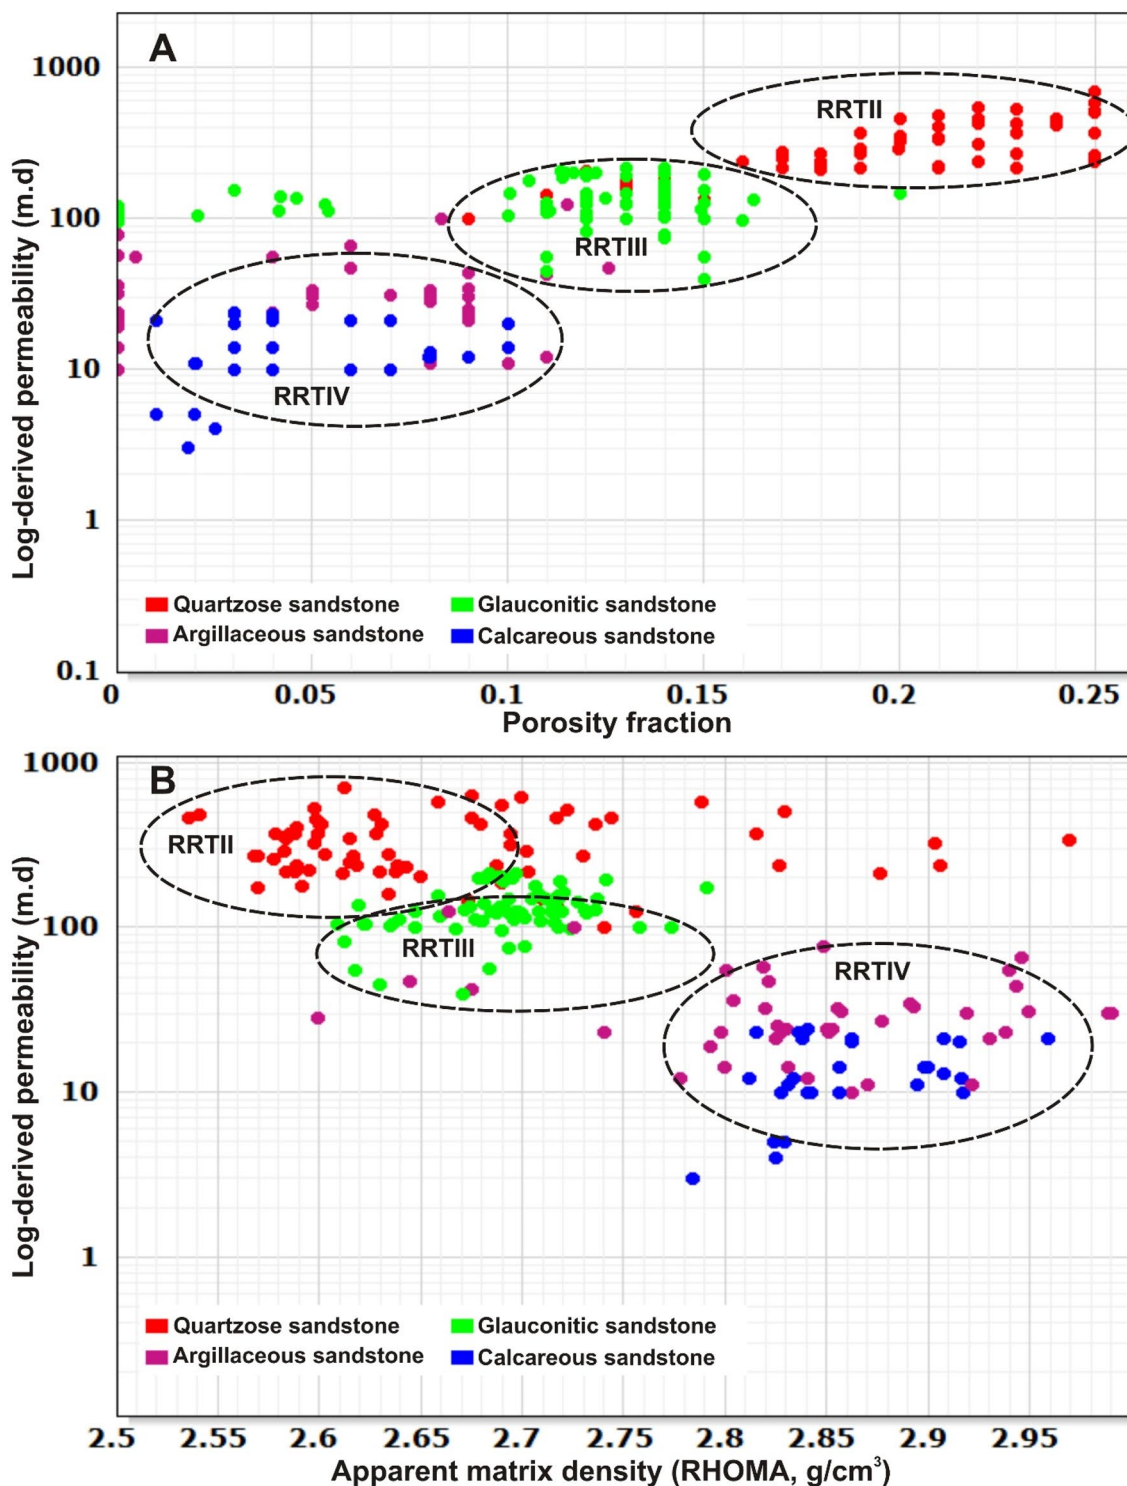 A
1000
RRTII
Log-derived permeability (m.d)
100
RRTIII
10
RRTIV
1
Quartzose sandstone Glauconitic sandstone
Argillaceous sandstone Calcareous sandstone
0.1
0 0.05 0.1 0.15 0.2 0.25
Porosity fraction
1000
B
RRTII
Log-derived permeability (m.d)
100
RRTIII
RRTIV
10
1
Quartzose sandstone Glauconitic sandstone
Argillaceous sandstone Calcareous sandstone
2.5 2.55 2.6 2.65 2.7 2.75 2.8 2.85 2.9 2.95
Apparent matrix density (RHOMA, g/cm³)